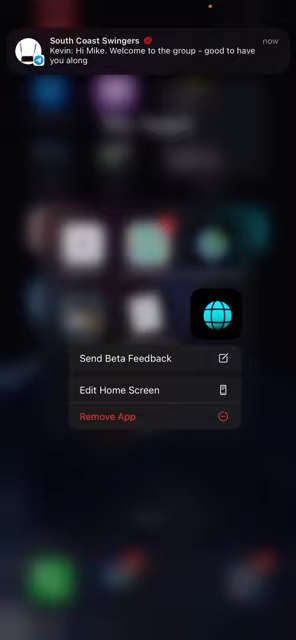 South Coast Swingers 💋 now
Kevin: Hi Mike. Welcome to the group - good to have
you along
Send Beta Feedback
Edit Home Screen
Remove App